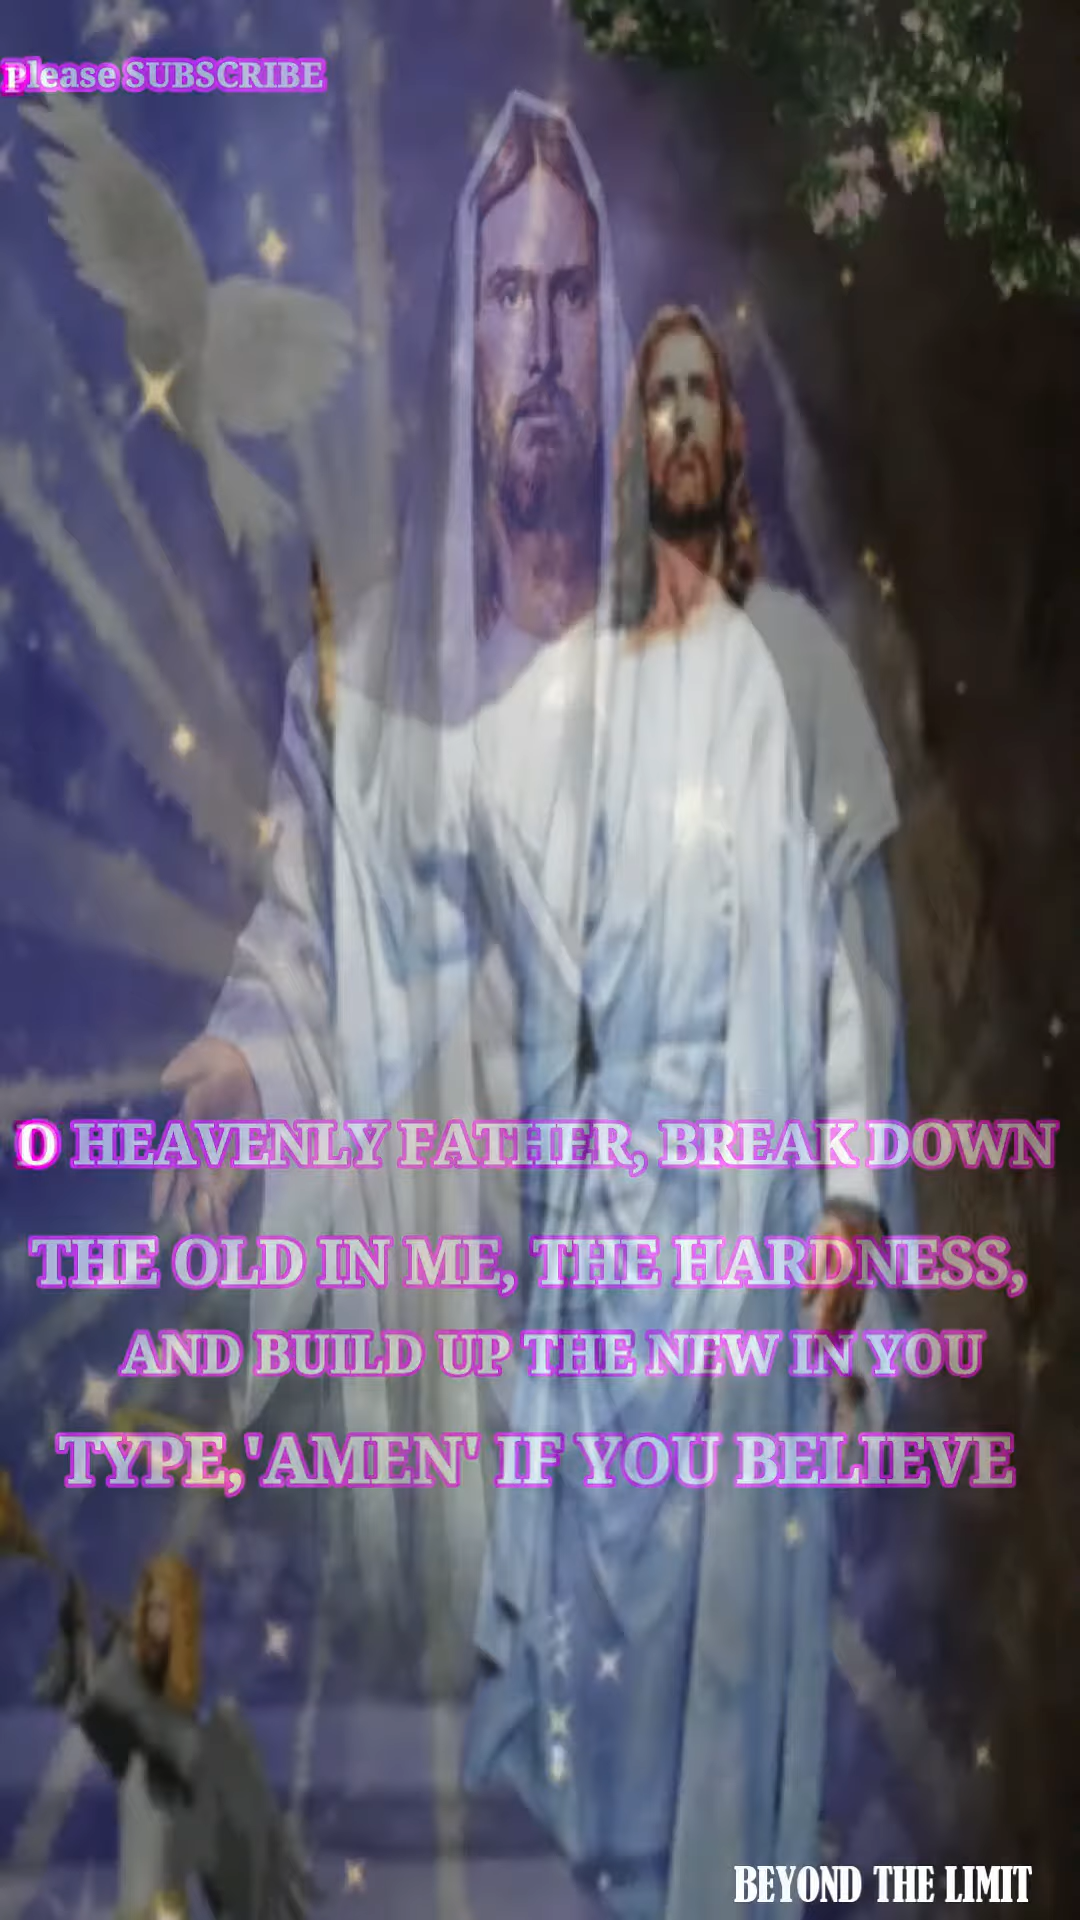 Please SUBSCRIBE
O HEAVENLY FATHER, BREAK DOWN
THE OLD IN ME, THE HARDNESS,
AND BUILD UP THE NEW IN YOU
TYPE,'AMEN' IF YOU BELIEVE
BEYOND THE LIMIT